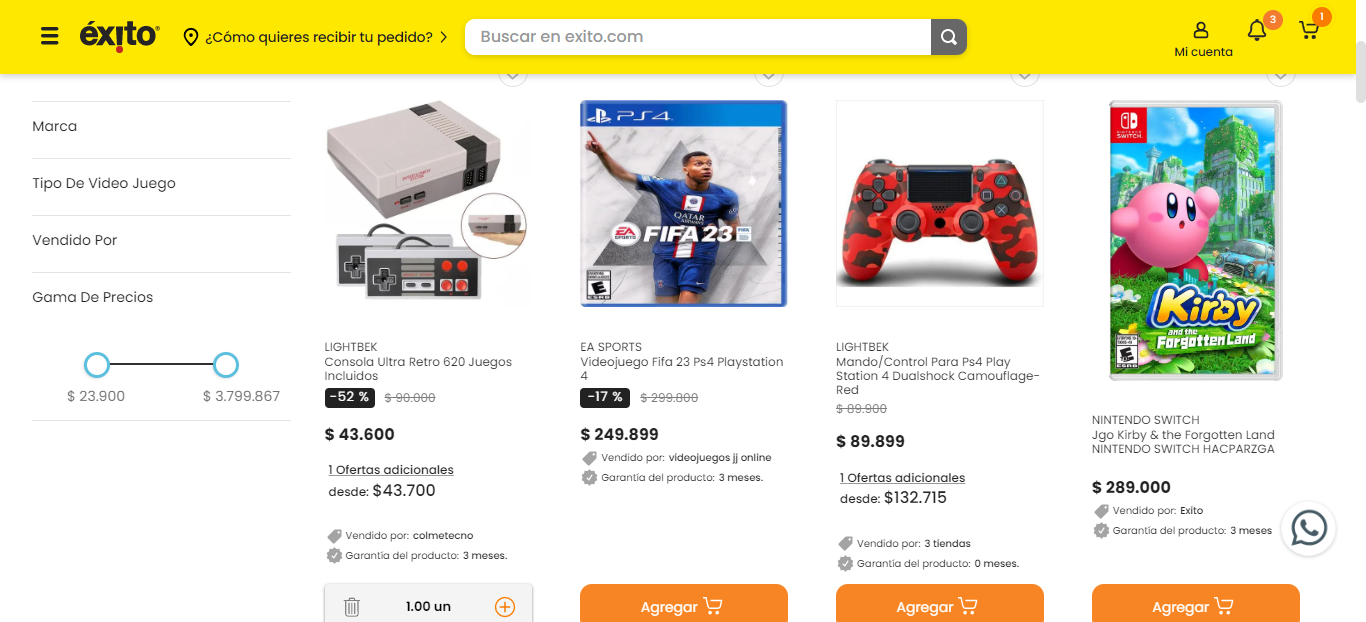 éxito
¿Cómo quieres recibir tu pedido?
Buscar en exito.com
Mi cuenta
3
1
Marca
Tipo De Video Juego
Vendido Por
Gama De Precios
$ 23.900
$ 3.799.867
LIGHTBEK
Consola Ultra Retro 620 Juegos
Incluidos
-52 %
$ 90.000
$ 43.600
1 Ofertas adicionales
desde: $43.700
Vendido por: colmetecno
Garantía del producto: 3 meses.
1.00 un
PS4
QATAR
AIRWAYS
EA
SPORTS
FIFA 23
FIFA
E
ESRB
EA SPORTS
Videojuego Fifa 23 Ps4 Playstation
4
-17 %
$ 299.800
$ 249.899
Vendido por: videojuegos jj online
Garantía del producto: 3 meses.
Agregar
LIGHTBEK
Mando/Control Para Ps4 Play
Station 4 Dualshock Camouflage-
Red
$ 89.900
$ 89.899
1 Ofertas adicionales
desde: $132.715
Vendido por: 3 tiendas
Garantía del producto: 0 meses.
Agregar
NINTENDO
SWITCH
Kirby
and the
Forgotten Land
E
ESRB
NINTENDO SWITCH
Jgo Kirby & the Forgotten Land
NINTENDO SWITCH HACPARZGA
$ 289.000
Vendido por: Exito
Garantía del producto: 3 meses
Agregar